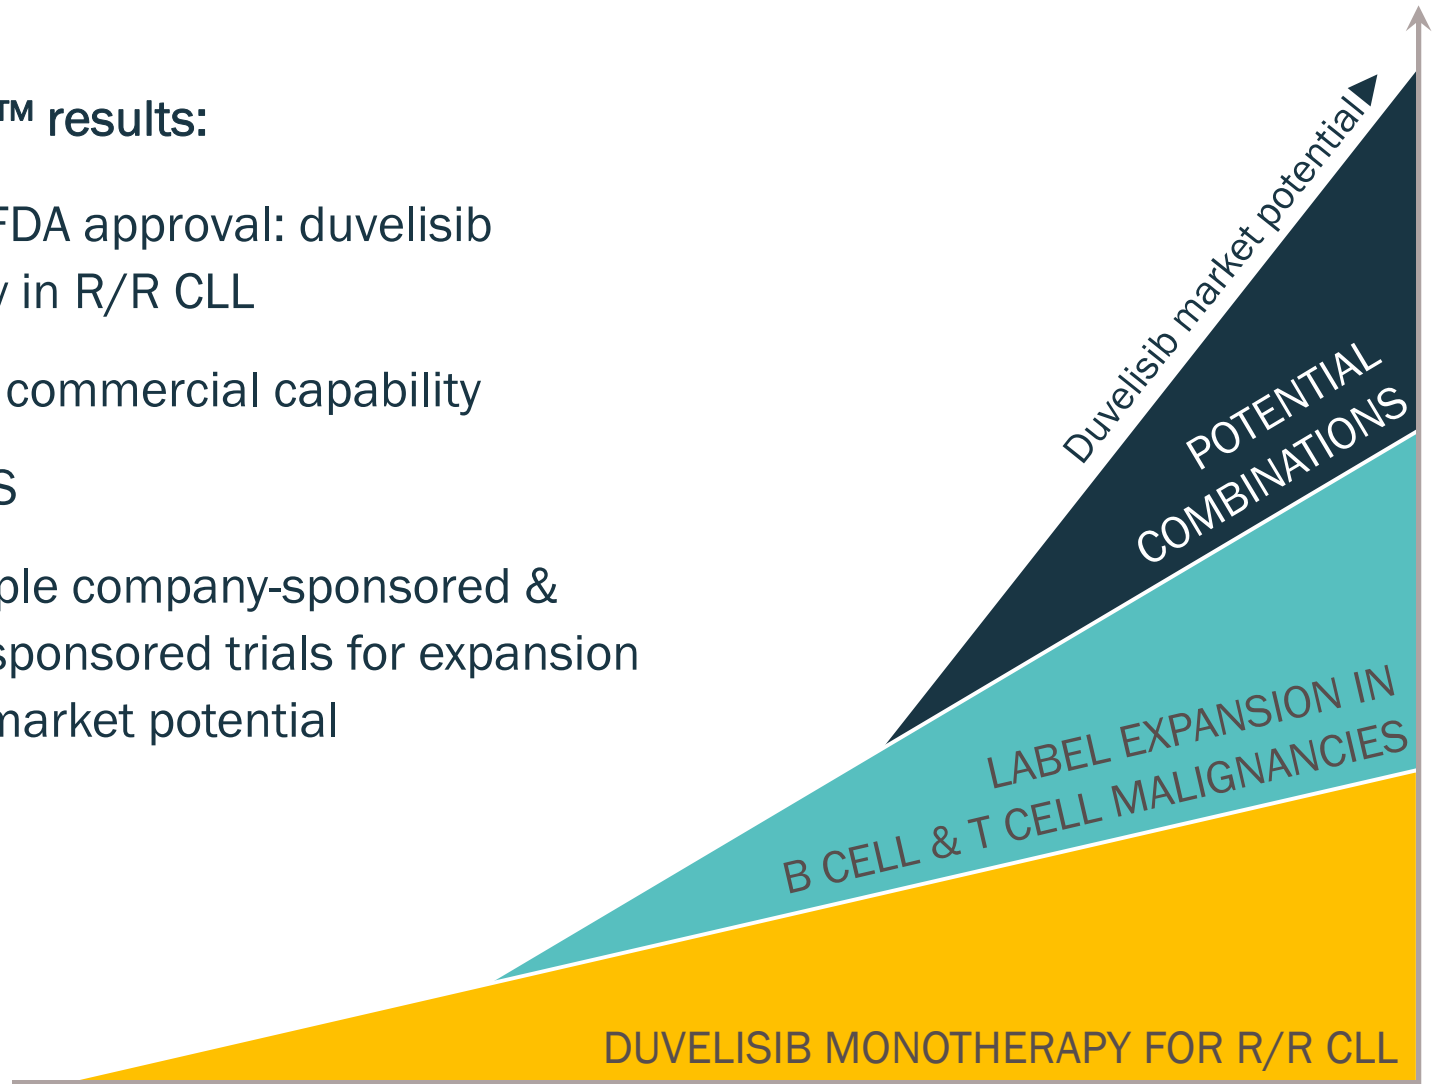 ™ results:
FDA approval: duvelisib
in R/R CLL
commercial capability
S
ple company-sponsored &
sponsored trials for expansion
market potential
Duvelisib market potential
POTENTIAL
COMBINATIONS
LABEL EXPANSION IN
B CELL & T CELL MALIGNANCIES
DUVELISIB MONOTHERAPY FOR R/R CLL